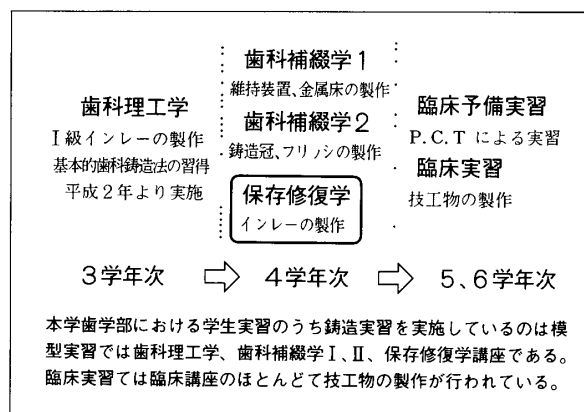 歯科理工学
Ⅰ級インレーの製作
基本的歯科鋳造法の習得
平成2年より実施
歯科補綴学1
維持装置、金属床の製作
歯科補綴学2
鋳造冠、フリッシの製作
保存修復学
インレーの製作
臨床予備実習
P.C.Tによる実習
臨床実習
技工物の製作
3学年次 ⇨ 4学年次 ⇨ 5、6学年次
本学歯学部における学生実習のうち鋳造実習を実施しているのは模
型実習では歯科理工学、歯科補綴学Ⅰ、Ⅱ、保存修復学講座である。
臨床実習ては臨床講座のほとんどて技工物の製作が行われている。